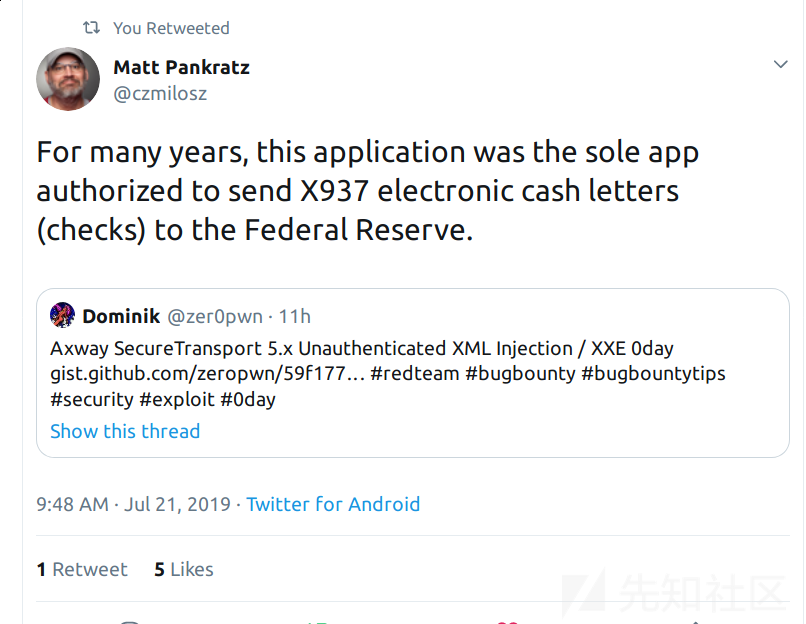 You Retweeted
Matt Pankratz
@czmilosz
For many years, this application was the sole app
authorized to send X937 electronic cash letters
(checks) to the Federal Reserve.
Dominik @zer0pwn · 11h
Axway SecureTransport 5.x Unauthenticated XML Injection / XXE 0day
gist.github.com/zeropwn/59f177… #redteam #bugbounty #bugbountytips
#security #exploit #0day
Show this thread
9:48 AM · Jul 21, 2019 · Twitter for Android
1 Retweet 5 Likes
先知社区